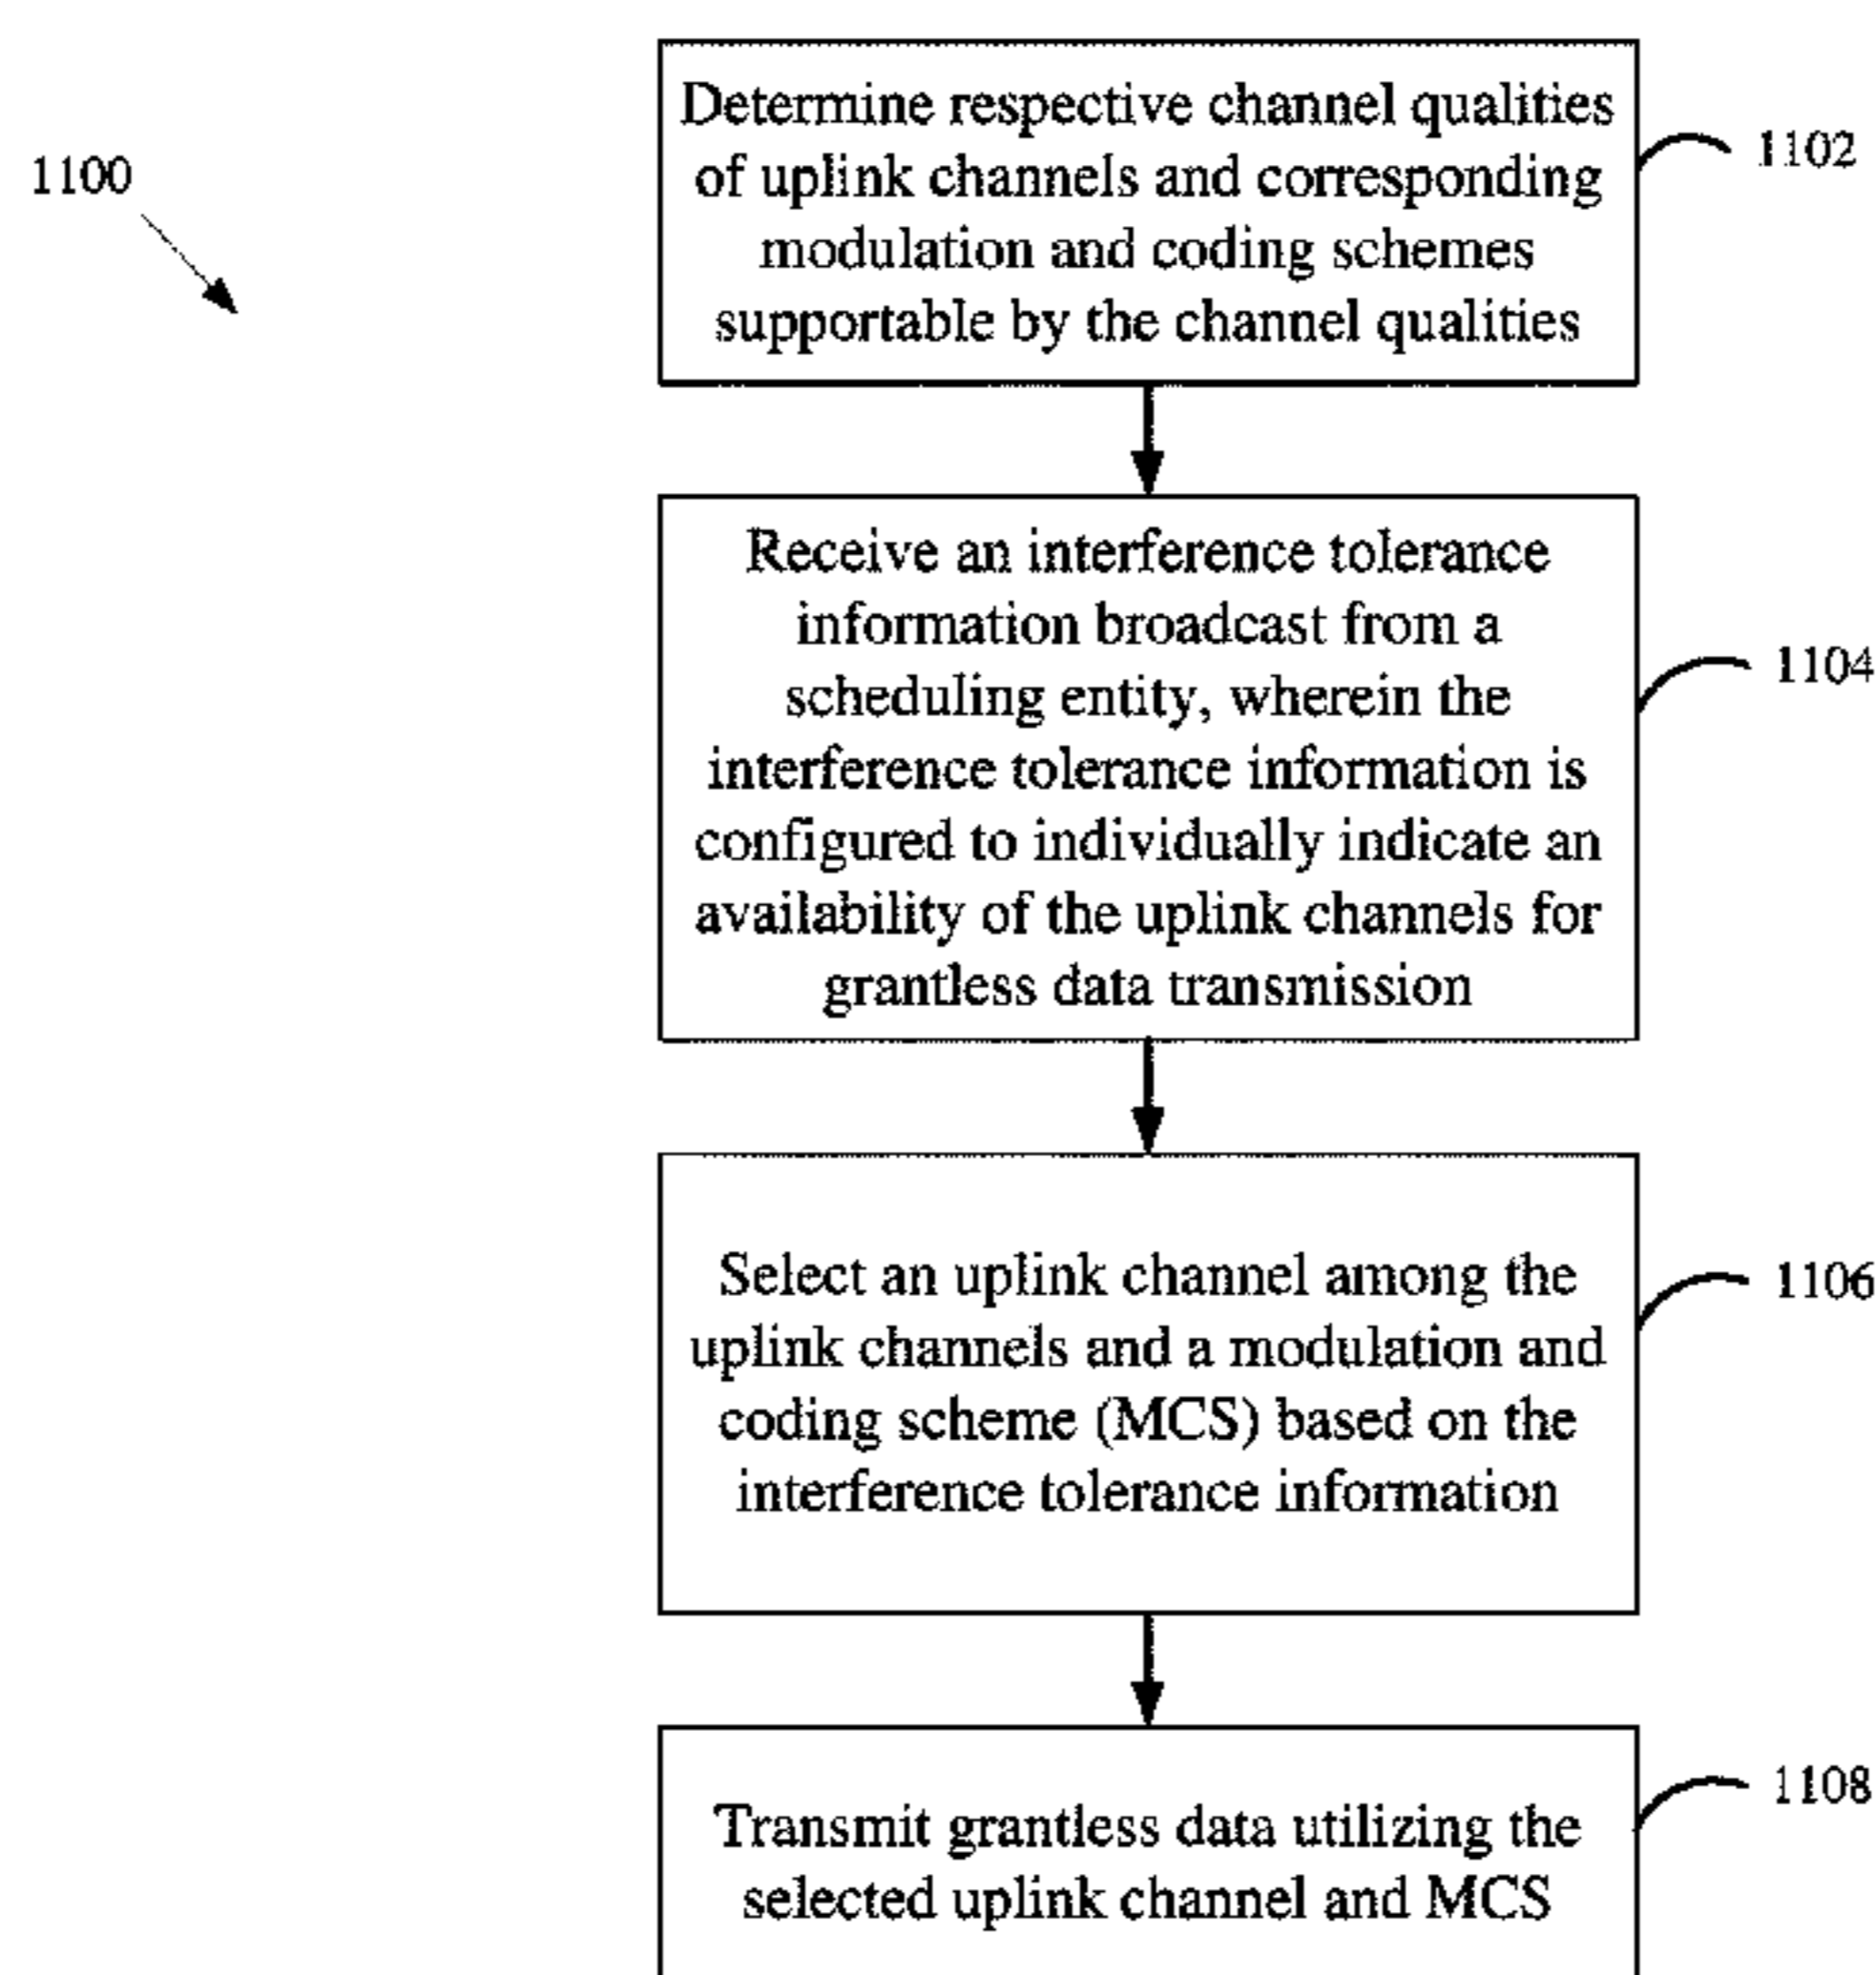 1100
Determine respective channel qualities
of uplink channels and corresponding
modulation and coding schemes
supportable by the channel qualities
1102
Receive an interference tolerance
information broadcast from a
scheduling entity, wherein the
interference tolerance information is
configured to individually indicate an
availability of the uplink channels for
grantless data transmission
1104
Select an uplink channel among the
uplink channels and a modulation and
coding scheme (MCS) based on the
interference tolerance information
1106
Transmit grantless data utilizing the
selected uplink channel and MCS
1108